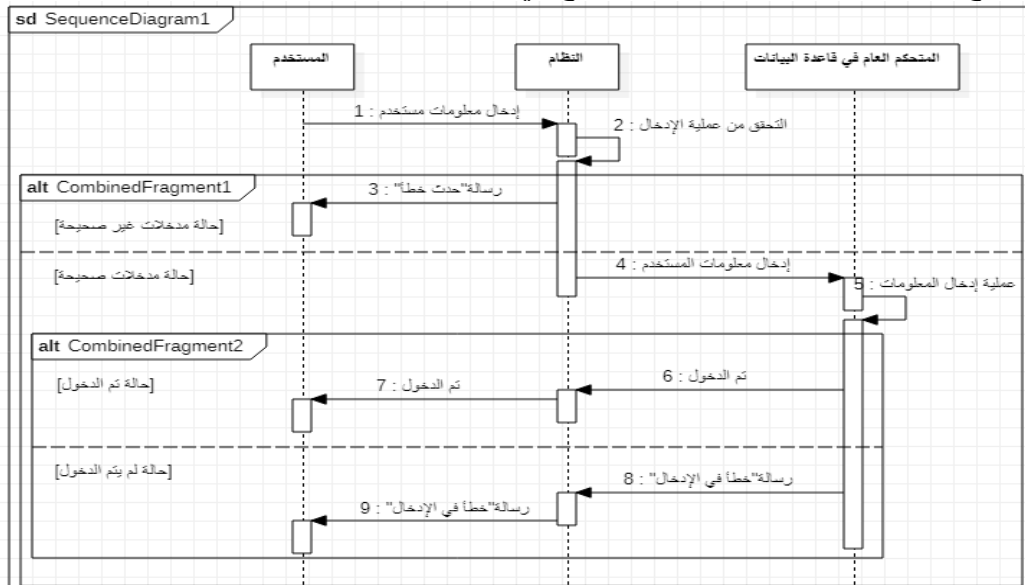 sd SequenceDiagram1
المستخدم
النظام
المتحكم العام في قاعدة البيانات
1 : إدخال معلومات مستخدم
2 : التحقق من عملية الإدخال
alt CombinedFragment1
3 : رسالة"حدث خطأ"
[حالة مدخلات غير صحيحة]
4 : إدخال معلومات المستخدم
[حالة مدخلات صحيحة]
5 : عملية إدخال المعلومات
alt CombinedFragment2
6 : تم الدخول
7 : تم الدخول
[حالة تم الدخول]
[حالة لم يتم الدخول]
8 : رسالة"خطأ في الإدخال"
9 : رسالة"خطأ في الإدخال"